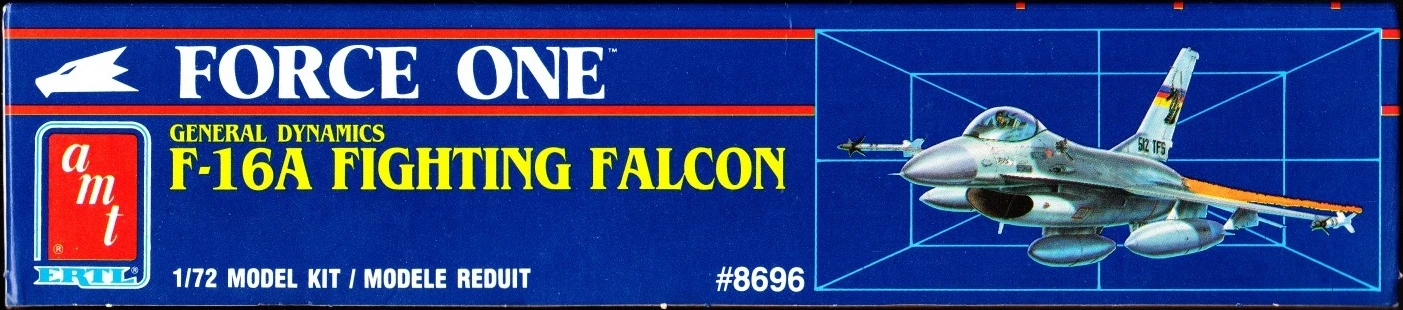 FORCE ONE™
GENERAL DYNAMICS
F-16A FIGHTING FALCON
amt
®
ERTL®
1/72 MODEL KIT / MODELE REDUIT
#8696
512 TFS